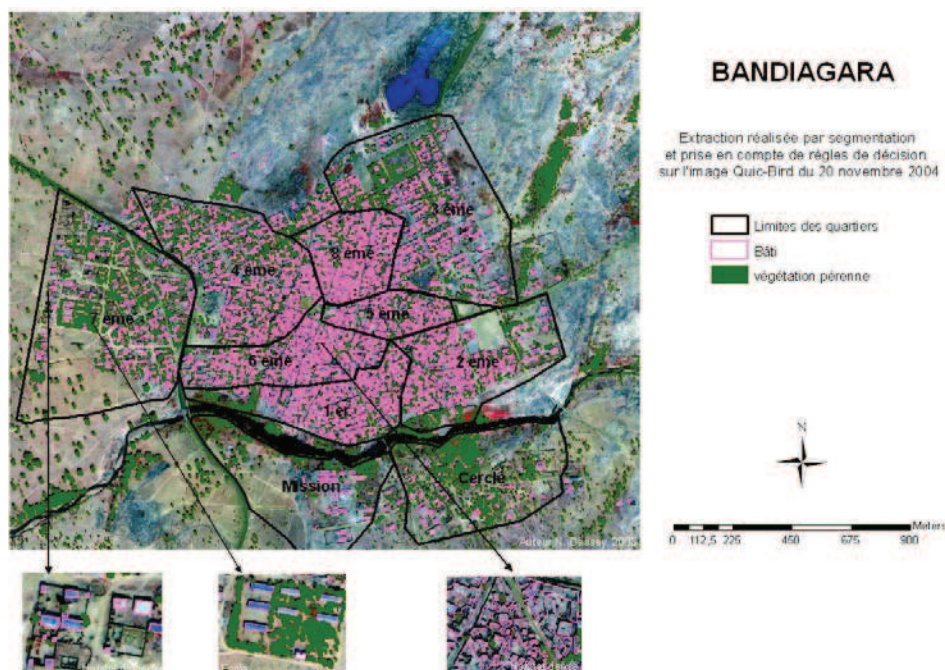 BANDIAGARA
Extraction réalisée par segmentation
et prise en compte de régles de décision
sur l'image Quic-Bird du 20 novembre 2004
Limites des quartiers
Bâti
végétation pérenne
3 ème
8 ème
4 ème
7 ème
5 ème
6 ème
2 ème
1 er
Mission
Cercle
N
Meters
0 112,5 225 450 675 900
Auteur N.